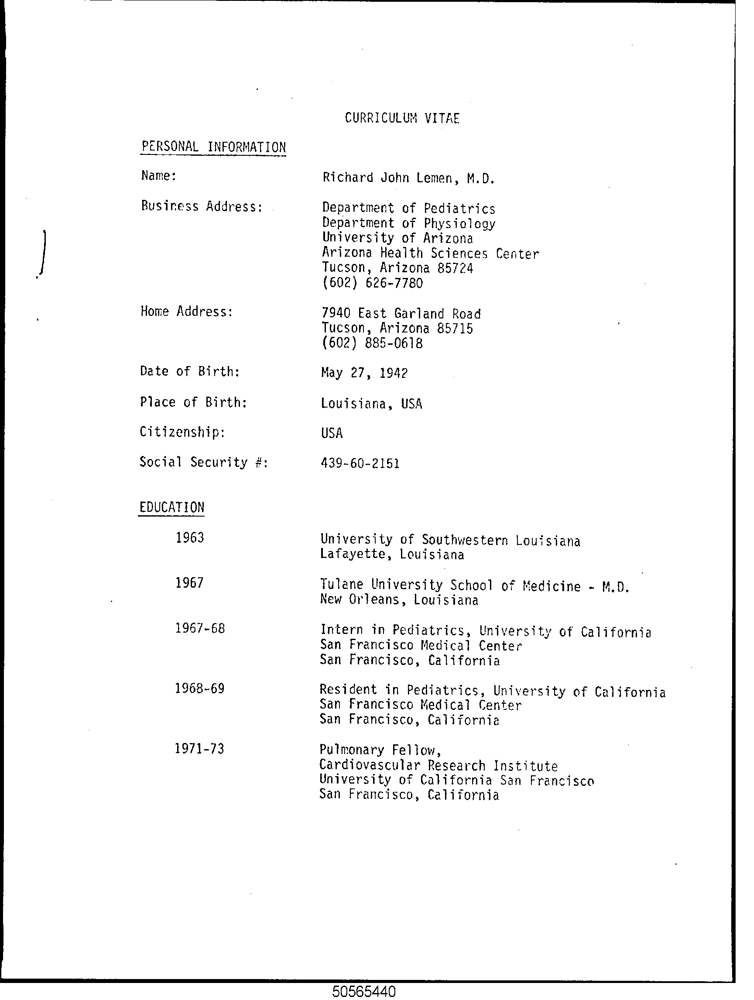 CURRICULUM VITAE
PERSONAL INFORMATION
Name: Richard John Lemen, M.D.
Business Address: Department of Pediatrics
Department of Physiology
University of Arizona
Arizona Health Sciences Center
Tucson, Arizona 85724
(602) 626-7780
Home Address: 7940 East Garland Road
Tucson, Arizona 85715
(602) 885-0618
Date of Birth: May 27, 1942
Place of Birth: Louisiana, USA
Citizenship: USA
Social Security #: 439-60-2151
EDUCATION
1963 University of Southwestern Louisiana
Lafayette, Louisiana
1967 Tulane University School of Medicine - M.D.
New Orleans, Louisiana
1967-68 Intern in Pediatrics, University of California
San Francisco Medical Center
San Francisco, California
1968-69 Resident in Pediatrics, University of California
San Francisco Medical Center
San Francisco, California
1971-73 Pulmonary Fellow,
Cardiovascular Research Institute
University of California San Francisco
San Francisco, California
50565440